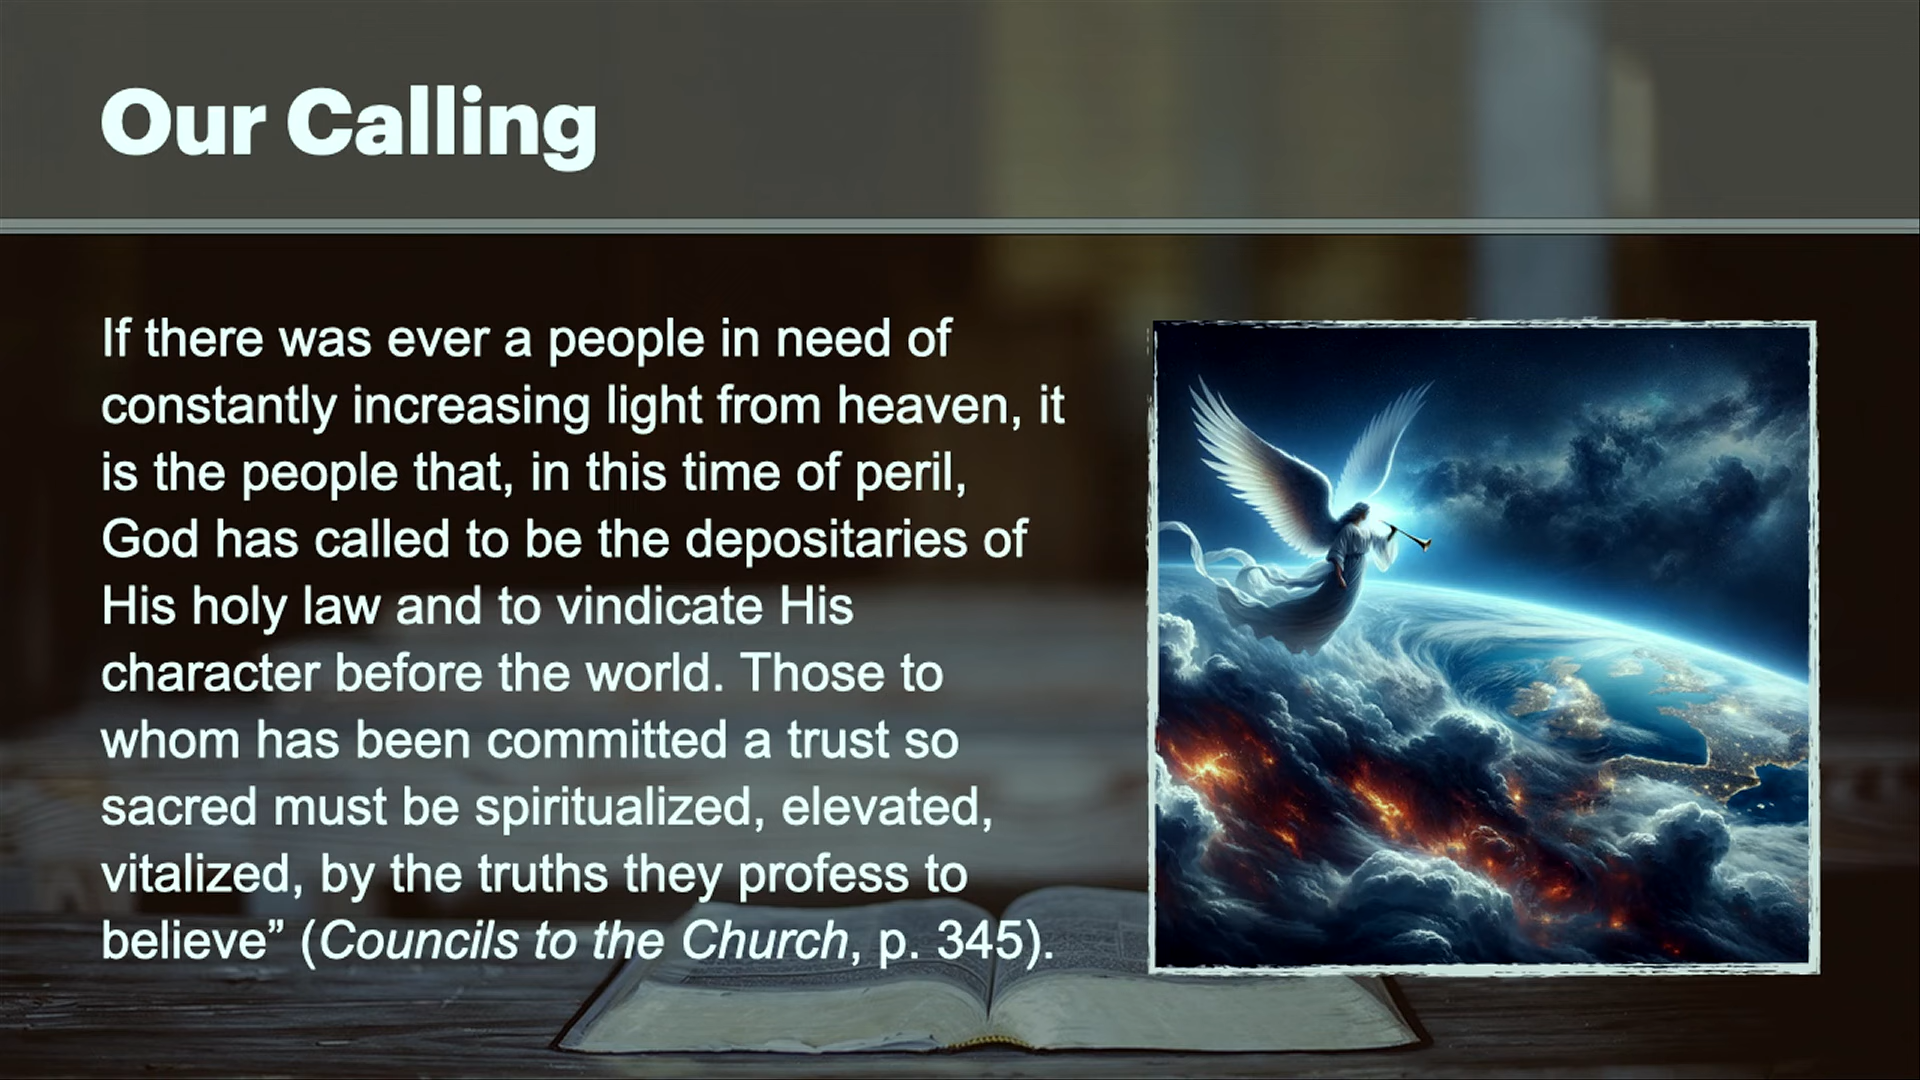 Our Calling
If there was ever a people in need of
constantly increasing light from heaven, it
is the people that, in this time of peril,
God has called to be the depositaries of
His holy law and to vindicate His
character before the world. Those to
whom has been committed a trust so
sacred must be spiritualized, elevated,
vitalized, by the truths they profess to
believe” (Councils to the Church, p. 345).